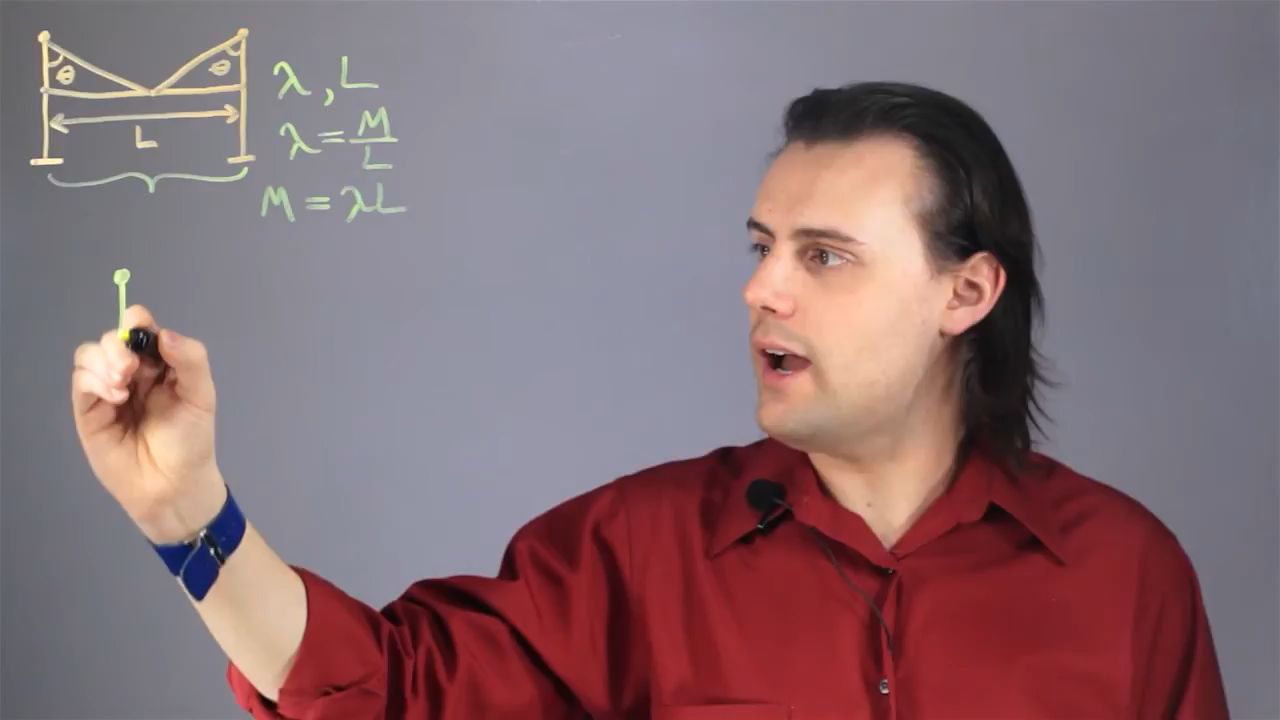 θ θ
L
λ, L
λ = M/L
M = λL